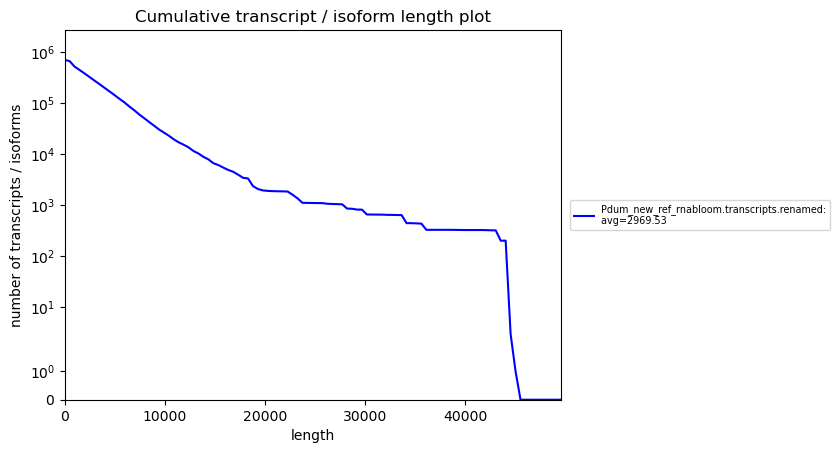 Cumulative transcript / isoform length plot
number of transcripts / isoforms
10^6
10^5
10^4
10^3
10^2
10^1
10^0
0
0 10000 20000 30000 40000
length
Pdum_new_ref_rnabloom.transcripts.renamed:
avg=2969.53